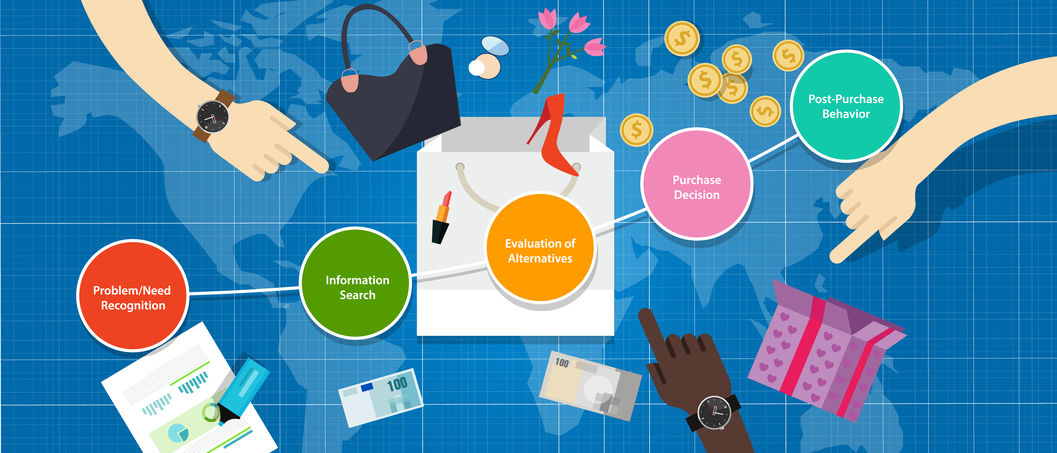 Problem/Need
Recognition
Information
Search
Evaluation of
Alternatives
Purchase
Decision
Post-Purchase
Behavior
100
100
$
$
$
$
$
$
$